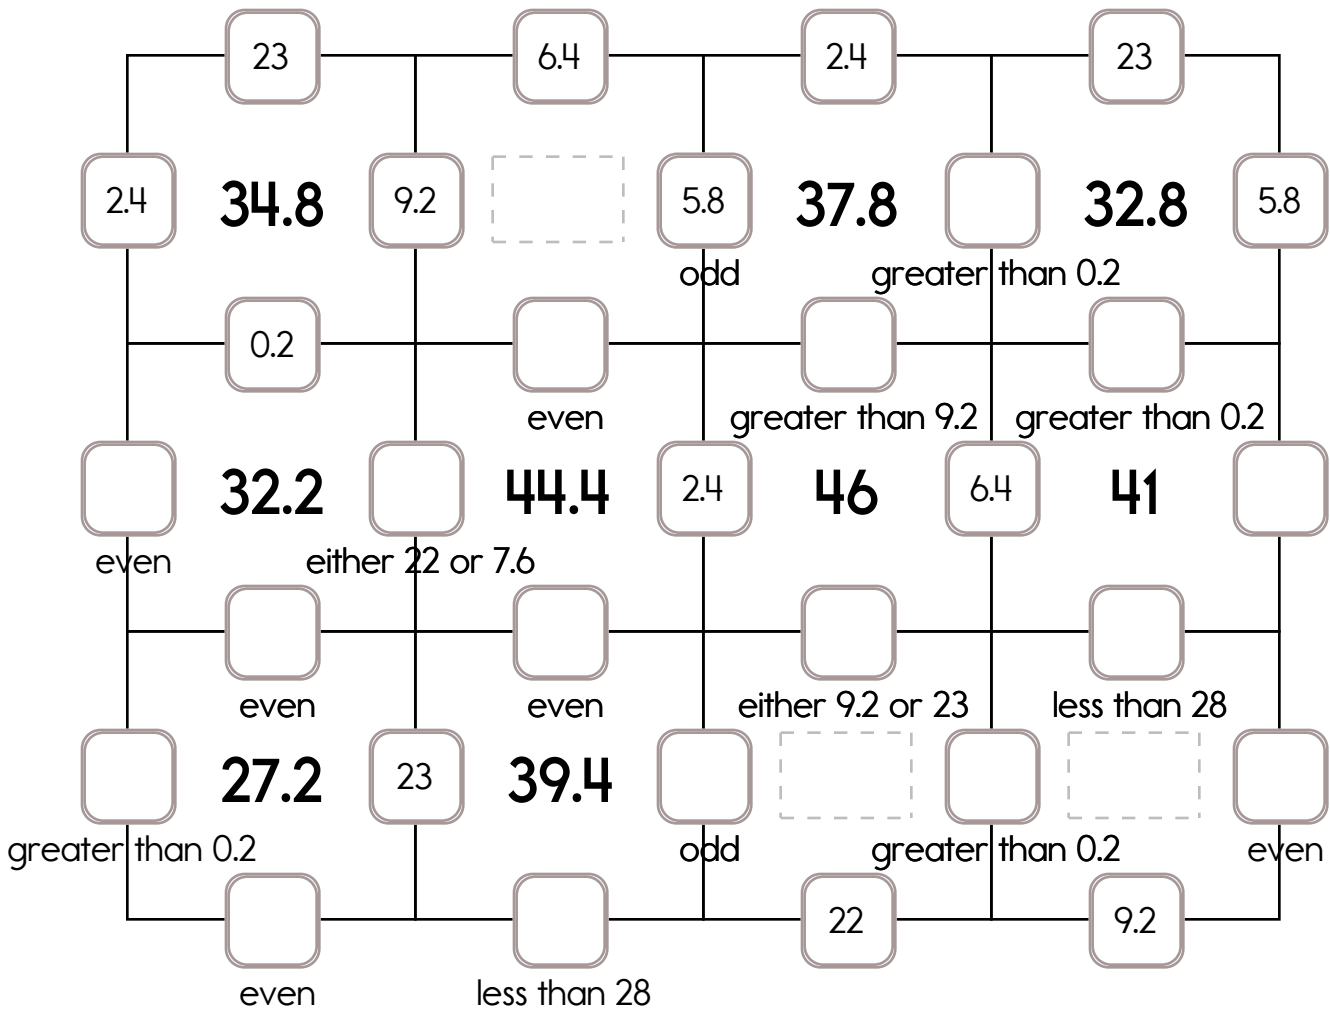 23 6.4 2.4 23
2.4 34.8 9.2 5.8 37.8 32.8 5.8
odd greater than 0.2
0.2
even greater than 9.2 greater than 0.2
32.2 44.4 2.4 46 6.4 41
even either 22 or 7.6
even even either 9.2 or 23 less than 28
27.2 23 39.4
greater than 0.2 odd greater than 0.2 even
22 9.2
even less than 28